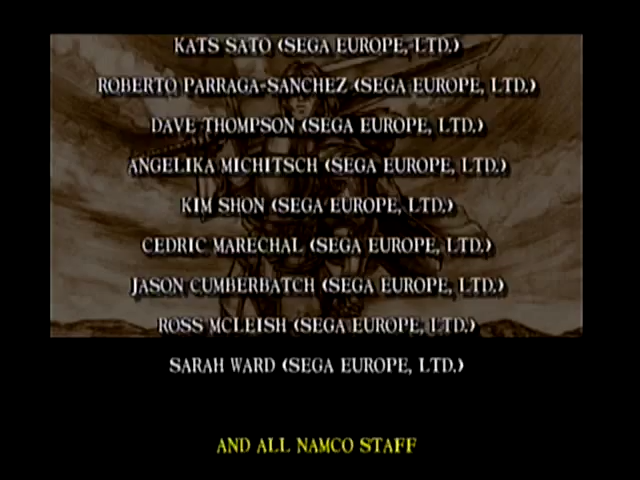 KATS SATO (SEGA EUROPE, LTD.)
ROBERTO PARRAGA-SANCHEZ (SEGA EUROPE, LTD.)
DAVE THOMPSON (SEGA EUROPE, LTD.)
ANGELIKA MICHITSCH (SEGA EUROPE, LTD.)
KIM SHON (SEGA EUROPE, LTD.)
CEDRIC MARECHAL (SEGA EUROPE, LTD.)
JASON CUMBERBATCH (SEGA EUROPE, LTD.)
ROSS MCLEISH (SEGA EUROPE, LTD.)
SARAH WARD (SEGA EUROPE, LTD.)
AND ALL NAMCO STAFF